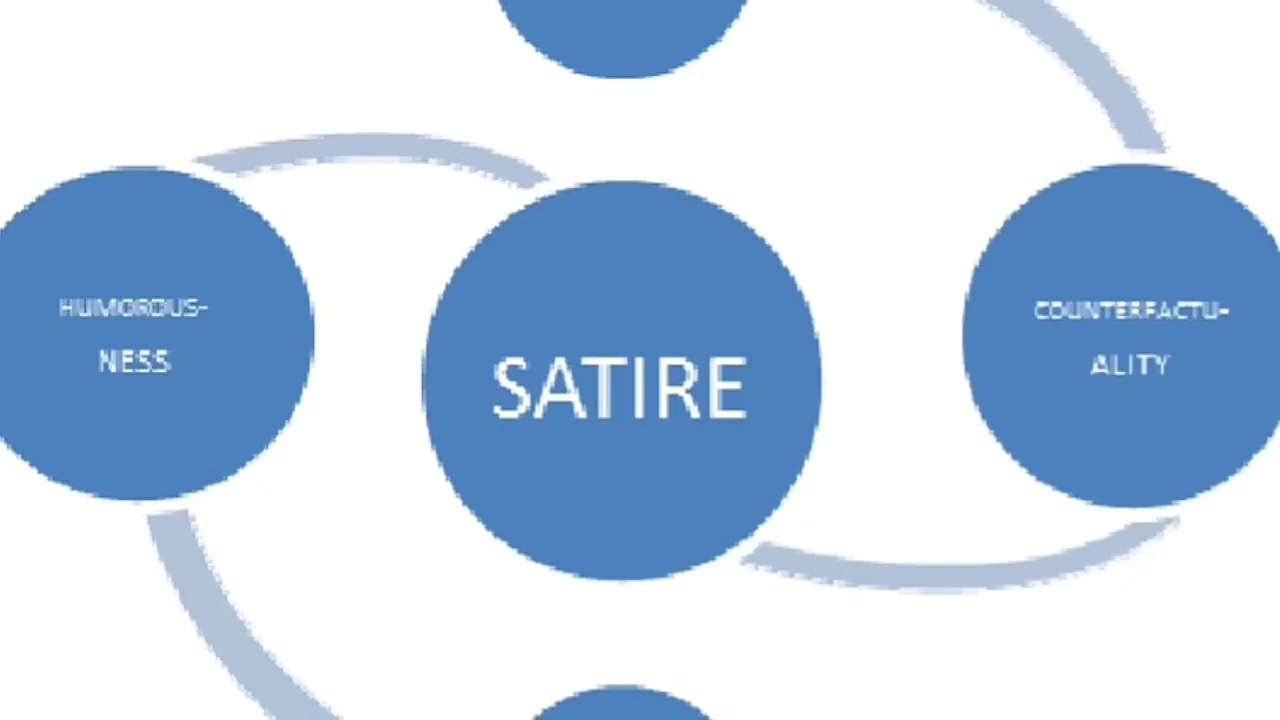 HUMOROUS-
NESS
SATIRE
COUNTERFACTU-
ALITY